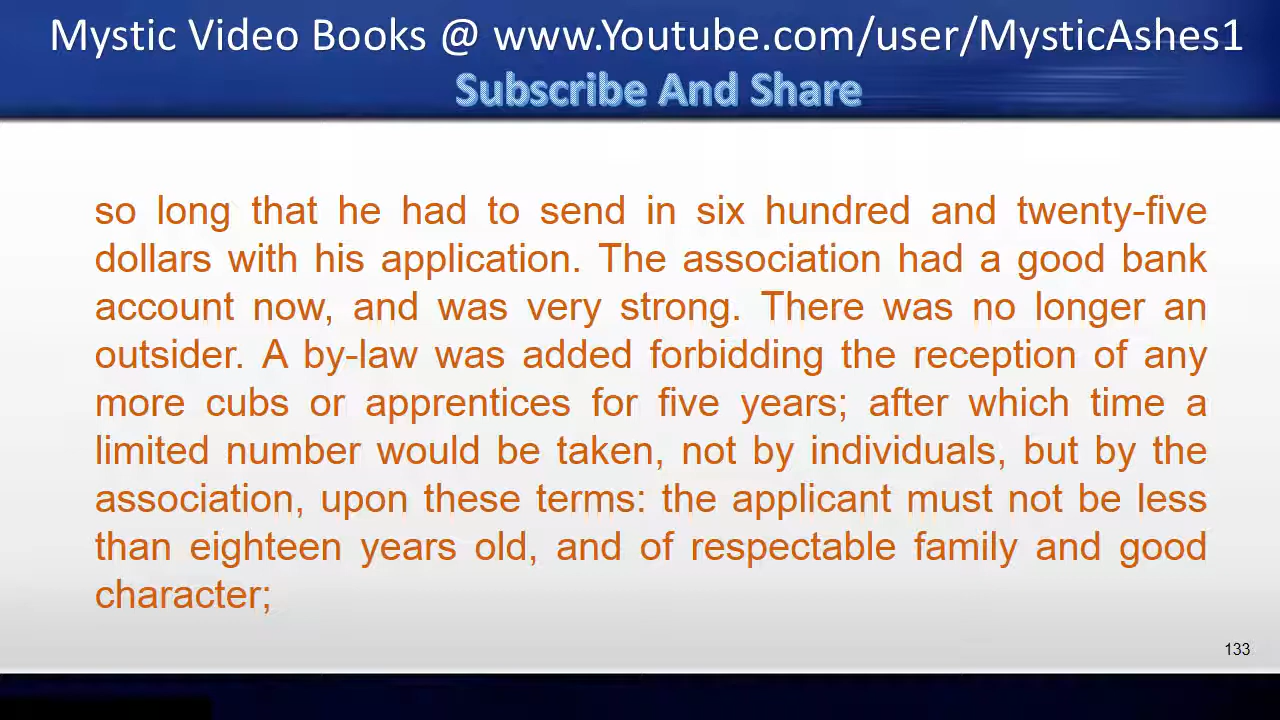 Mystic Video Books @ www.Youtube.com/user/MysticAshes1
Subscribe And Share
so long that he had to send in six hundred and twenty-five
dollars with his application. The association had a good bank
account now, and was very strong. There was no longer an
outsider. A by-law was added forbidding the reception of any
more cubs or apprentices for five years; after which time a
limited number would be taken, not by individuals, but by the
association, upon these terms: the applicant must not be less
than eighteen years old, and of respectable family and good
character;
133